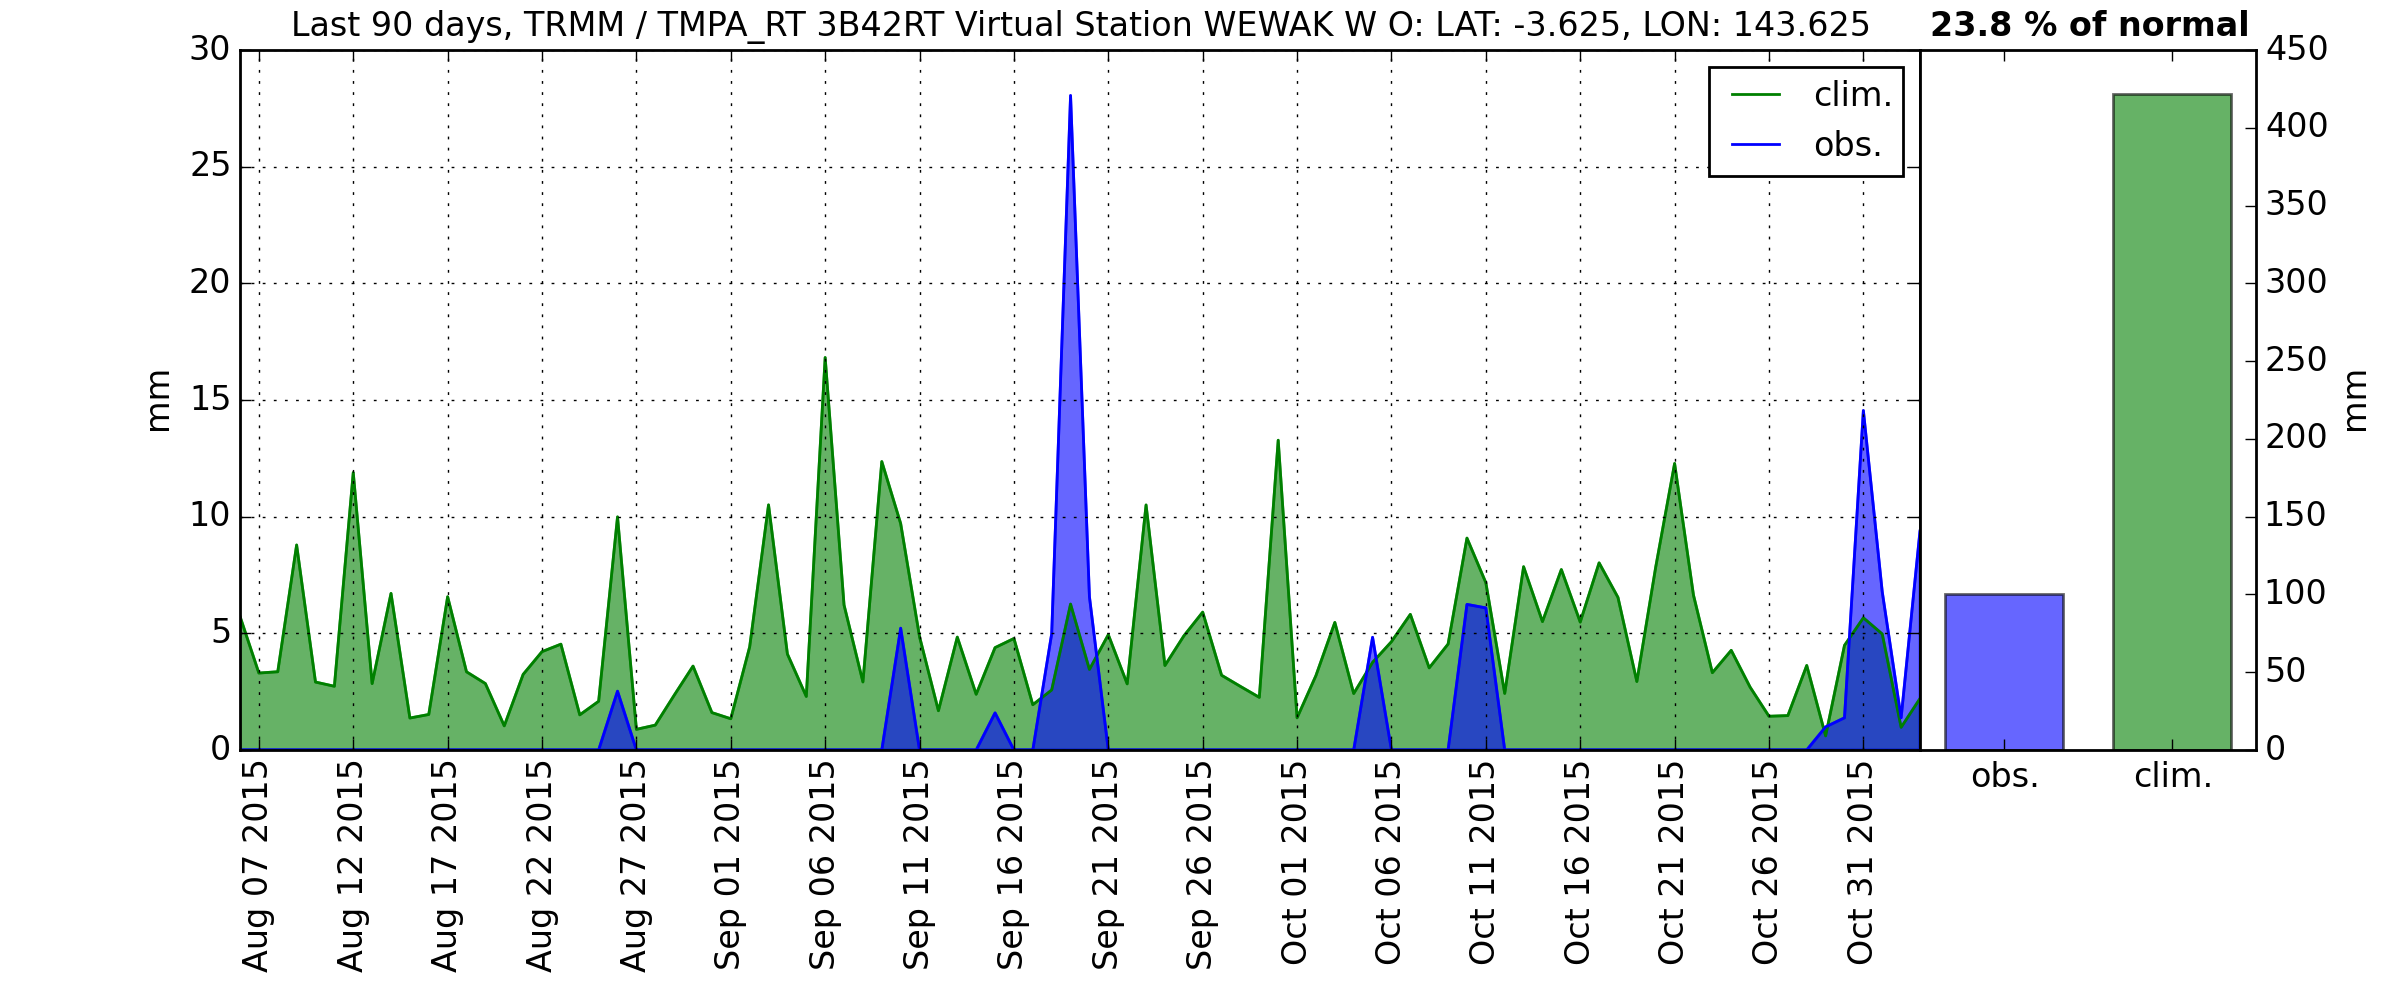 Last 90 days, TRMM / TMPA_RT 3B42RT Virtual Station WEWAK W O: LAT: -3.625, LON: 143.625
23.8 % of normal
30
25
20
15
10
5
0
mm
clim.
obs.
Aug 07 2015
Aug 12 2015
Aug 17 2015
Aug 22 2015
Aug 27 2015
Sep 01 2015
Sep 06 2015
Sep 11 2015
Sep 16 2015
Sep 21 2015
Sep 26 2015
Oct 01 2015
Oct 06 2015
Oct 11 2015
Oct 16 2015
Oct 21 2015
Oct 26 2015
Oct 31 2015
450
400
350
300
250
200
150
100
50
0
mm
obs.
clim.